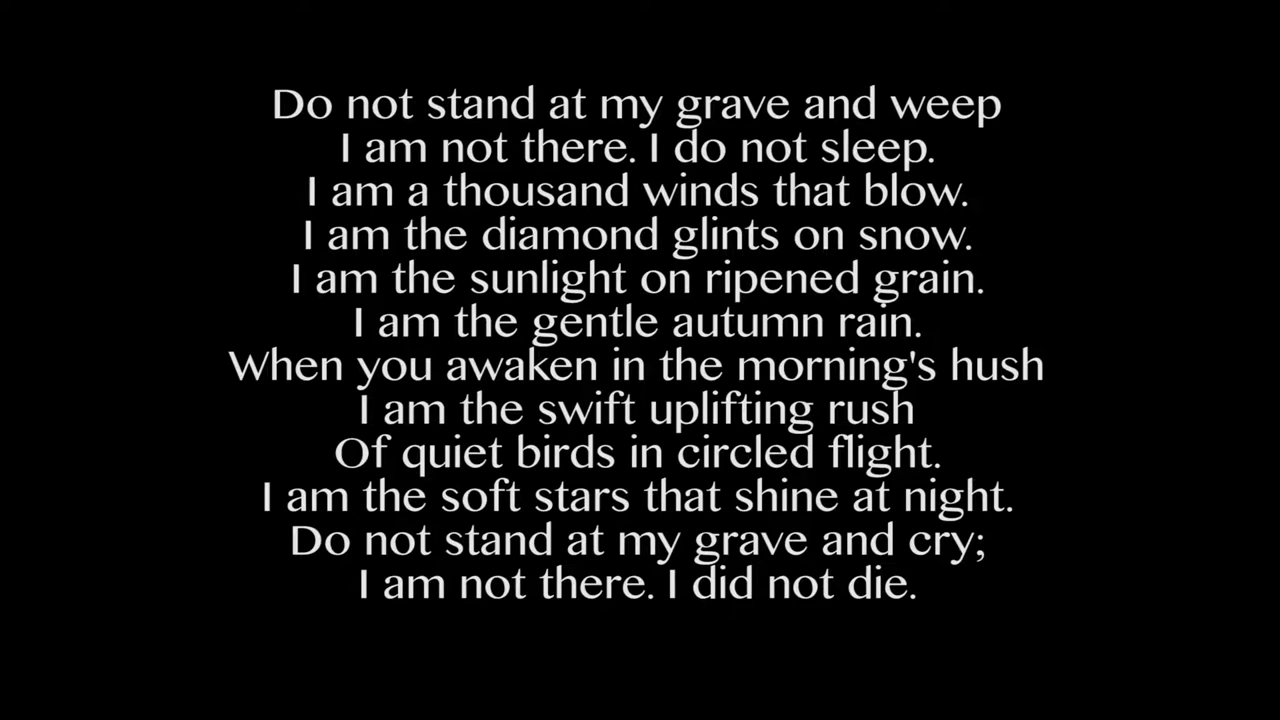 Do not stand at my grave and weep
I am not there. I do not sleep.
I am a thousand winds that blow.
I am the diamond glints on snow.
I am the sunlight on ripened grain.
I am the gentle autumn rain.
When you awaken in the morning's hush
I am the swift uplifting rush
Of quiet birds in circled flight.
I am the soft stars that shine at night.
Do not stand at my grave and cry;
I am not there. I did not die.